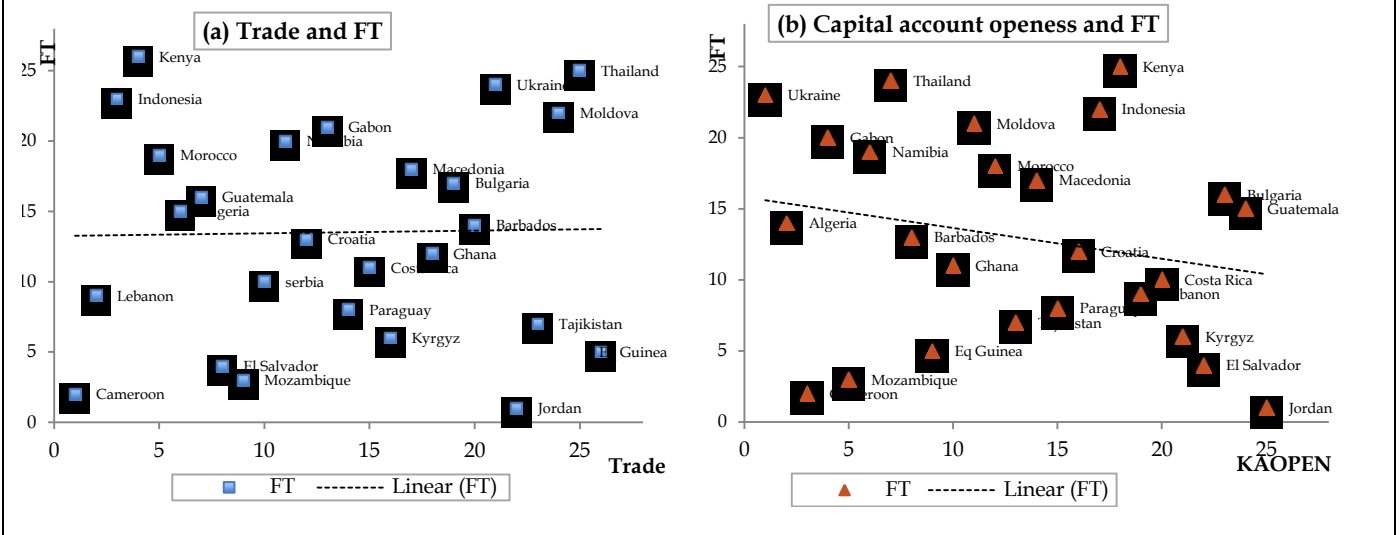 (a) Trade and FT
FT
25
20
15
10
5
0
Kenya
Thailand
Ukraine
Indonesia
Moldova
Gabon
Morocco
Macedonia
Bulgaria
Guatemala
Barbados
Croatia
Ghana
serbia
Lebanon
Paraguay
Tajikistan
Kyrgyz
Guinea
El Salvador
Mozambique
Cameroon
Jordan
0 5 10 15 20 25
Trade
FT Linear (FT)
(b) Capital account openess and FT
FT
25
20
15
10
5
0
Kenya
Thailand
Ukraine
Indonesia
Moldova
Gabon
Namibia
Morocco
Macedonia
Bulgaria
Guatemala
Algeria
Barbados
Croatia
Ghana
Costa Rica
Paraguay
Kyrgyz
Eq Guinea
El Salvador
Mozambique
Jordan
0 5 10 15 20 25
KAOPEN
FT Linear (FT)